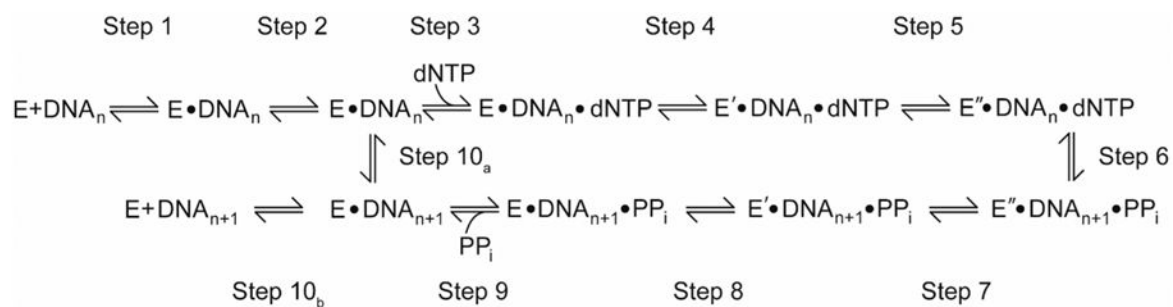 Step 1 Step 2 Step 3 Step 4 Step 5
dNTP
E+DNAₙ ⇌ E•DNAₙ ⇌ E•DNAₙ ⇌ E•DNAₙ•dNTP ⇌ E′•DNAₙ•dNTP ⇌ E″•DNAₙ•dNTP
Step 10ₐ Step 6
E+DNAₙ₊₁ ⇌ E•DNAₙ₊₁ ⇌ E•DNAₙ₊₁•PPᵢ ⇌ E′•DNAₙ₊₁•PPᵢ ⇌ E″•DNAₙ₊₁•PPᵢ
PPᵢ
Step 10_b Step 9 Step 8 Step 7